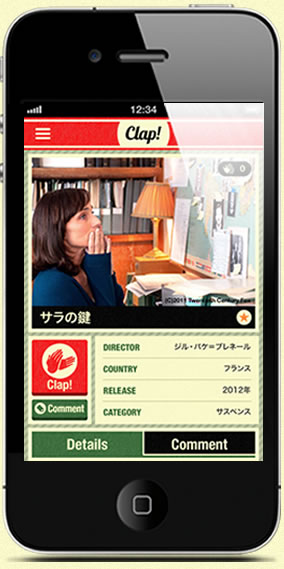 12:34
Clap!
0
(C)2011 Twentieth Century Fox
サラの鍵
Clap!
Comment
DIRECTOR ジル・パケ=ブレネール
COUNTRY フランス
RELEASE 2012年
CATEGORY サスペンス
Details Comment